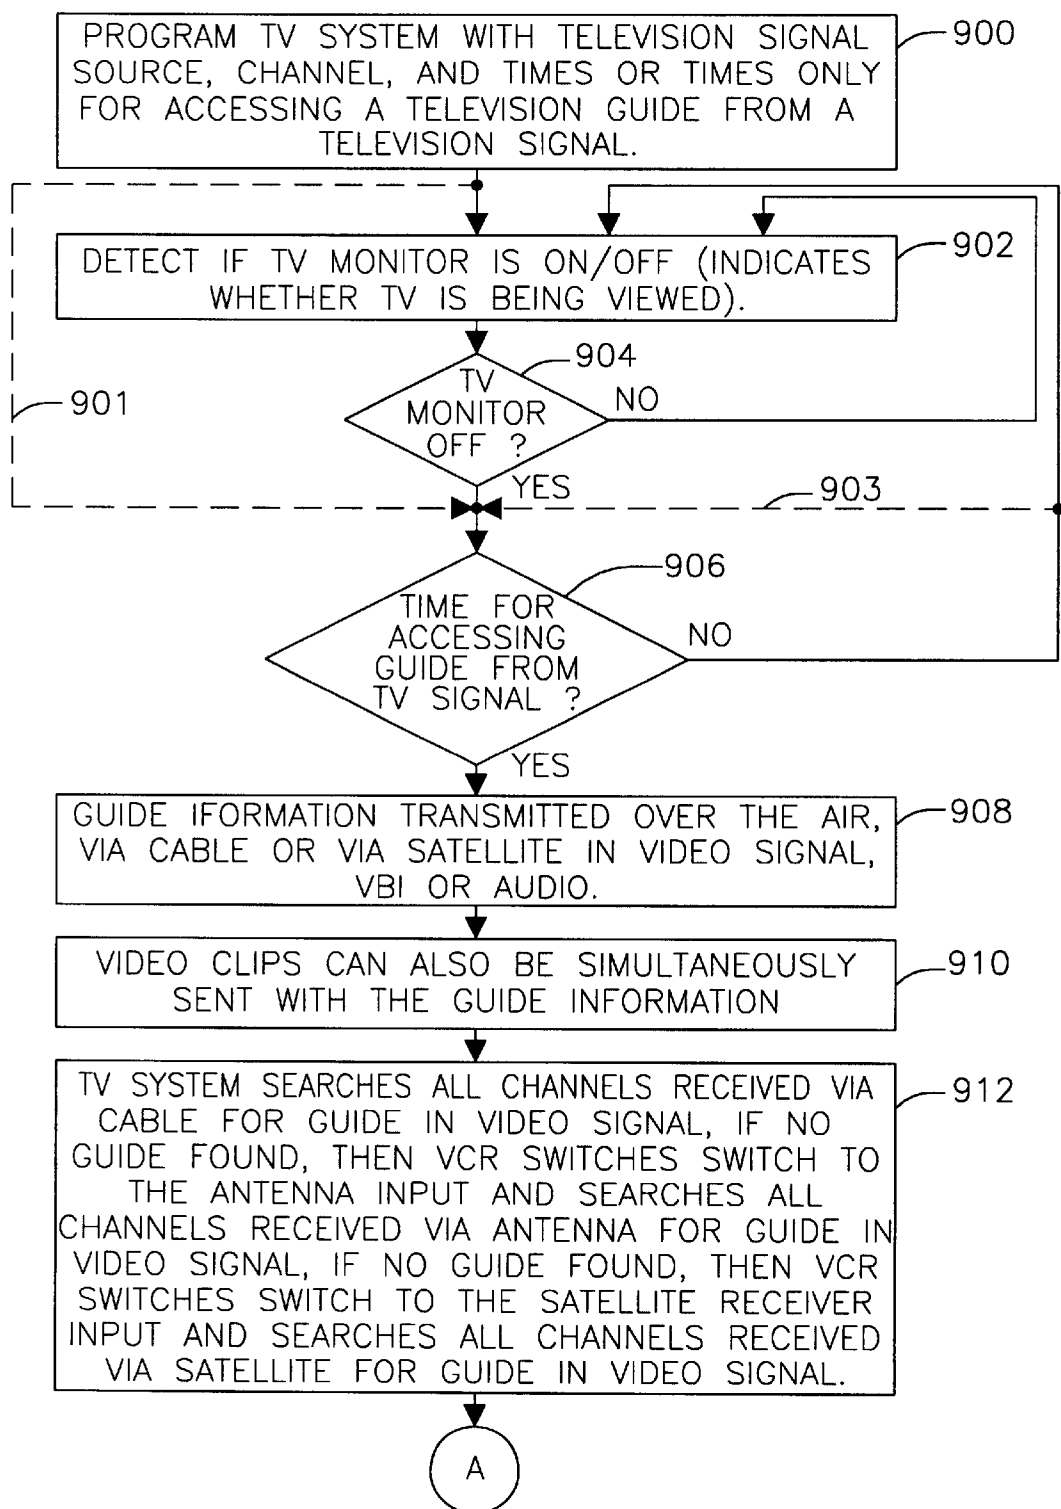 PROGRAM TV SYSTEM WITH TELEVISION SIGNAL
SOURCE, CHANNEL, AND TIMES OR TIMES ONLY
FOR ACCESSING A TELEVISION GUIDE FROM A
TELEVISION SIGNAL.
900
DETECT IF TV MONITOR IS ON/OFF (INDICATES
WHETHER TV IS BEING VIEWED).
902
904
TV
MONITOR
OFF ?
NO
901
YES
903
906
TIME FOR
ACCESSING
GUIDE FROM
TV SIGNAL ?
NO
YES
GUIDE IFORMATION TRANSMITTED OVER THE AIR,
VIA CABLE OR VIA SATELLITE IN VIDEO SIGNAL,
VBI OR AUDIO.
908
VIDEO CLIPS CAN ALSO BE SIMULTANEOUSLY
SENT WITH THE GUIDE INFORMATION
910
TV SYSTEM SEARCHES ALL CHANNELS RECEIVED VIA
CABLE FOR GUIDE IN VIDEO SIGNAL, IF NO
GUIDE FOUND, THEN VCR SWITCHES SWITCH TO
THE ANTENNA INPUT AND SEARCHES ALL
CHANNELS RECEIVED VIA ANTENNA FOR GUIDE IN
VIDEO SIGNAL, IF NO GUIDE FOUND, THEN VCR
SWITCHES SWITCH TO THE SATELLITE RECEIVER
INPUT AND SEARCHES ALL CHANNELS RECEIVED
VIA SATELLITE FOR GUIDE IN VIDEO SIGNAL.
912
A